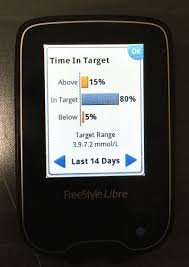 OK
Time In Target
Above 15%
In Target 80%
Below 5%
Target Range
3.9-7.2 mmol/L
Last 14 Days
FreeStyle Libre